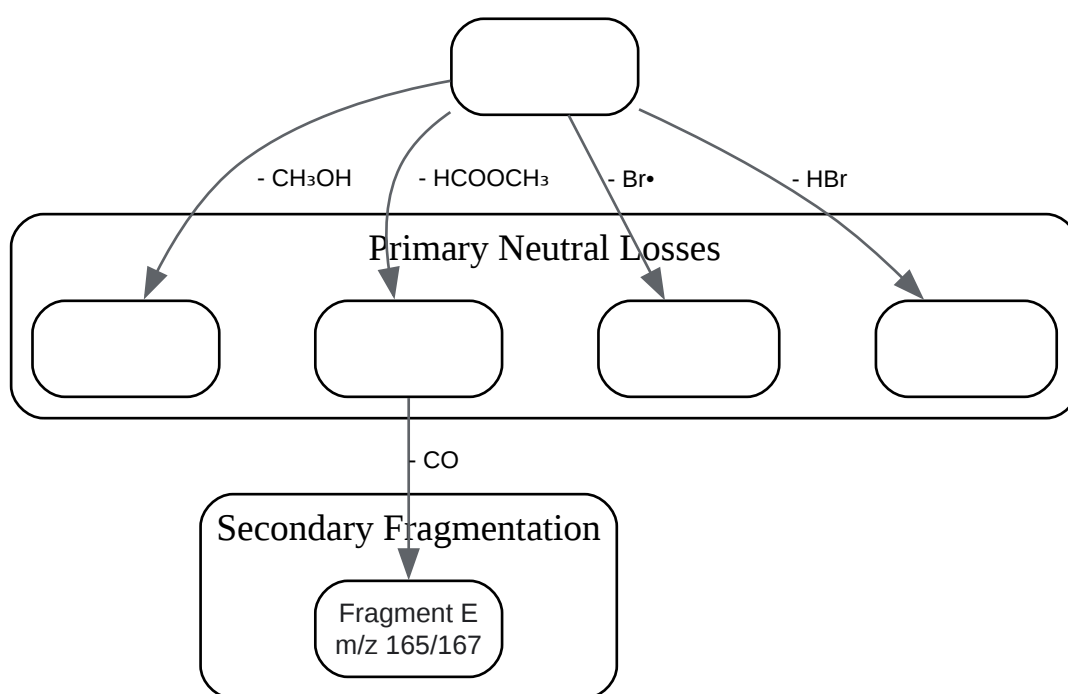 - CH₃OH
- HCOOCH₃
- Br•
- HBr
Primary Neutral Losses
- CO
Secondary Fragmentation
Fragment E
m/z 165/167